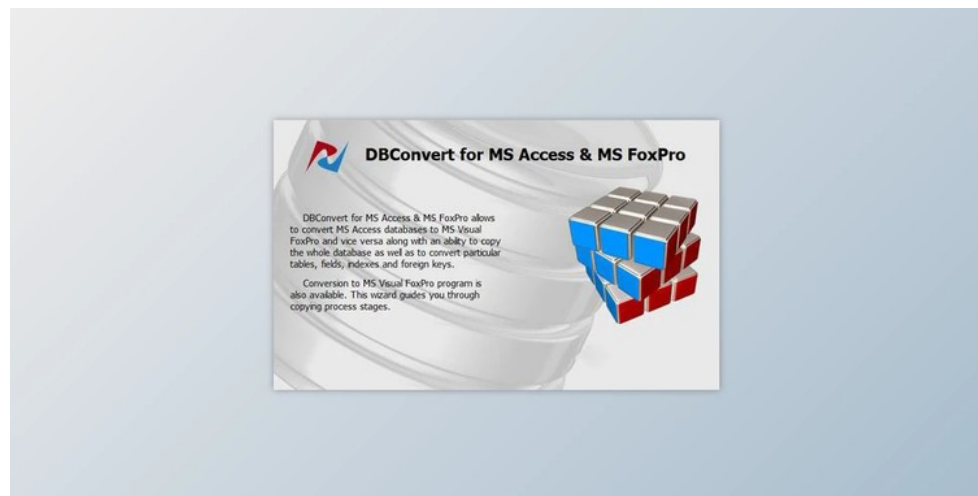 DBConvert for MS Access & MS FoxPro
DBConvert for MS Access & MS FoxPro allows
to convert MS Access databases to MS Visual
FoxPro and vice versa along with an ability to copy
the whole database as well as to convert particular
tables, fields, indexes and foreign keys.
Conversion to MS Visual FoxPro program is
also available. This wizard guides you through
copying process stages.